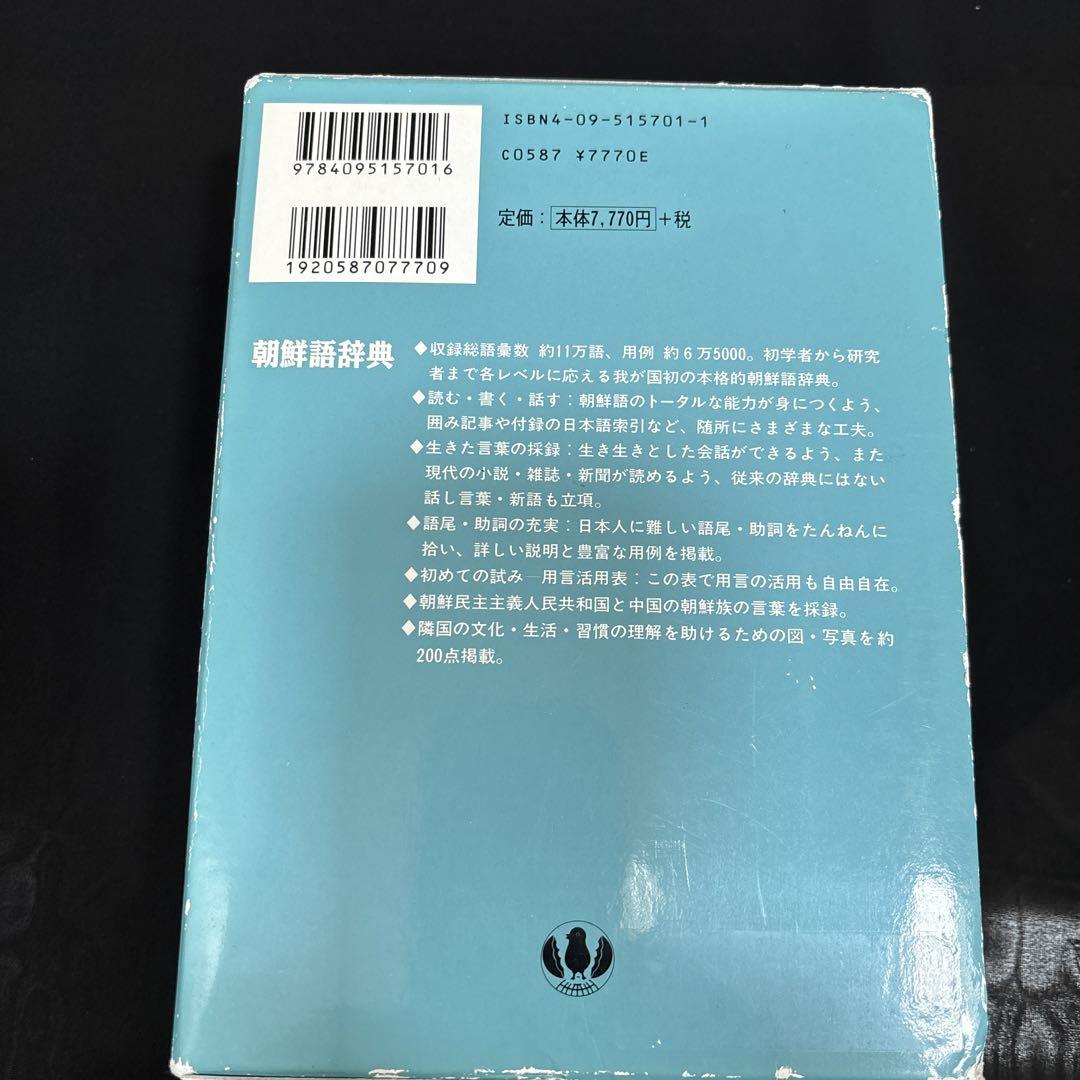 9784095157016
1920587077709
ISBN4-09-515701-1
C0587 ¥7770E
定価：本体7,770円+税
朝鮮語辞典
◆収録総語彙数 約11万語、用例 約6万5000。初学者から研究
者まで各レベルに応える我が国初の本格的朝鮮語辞典。
◆読む・書く・話す：朝鮮語のトータルな能力が身につくよう、
囲み記事や付録の日本語索引など、随所にさまざまな工夫。
◆生きた言葉の採録：生き生きとした会話ができるよう、また
現代の小説・雑誌・新聞が読めるよう、従来の辞典にはない
話し言葉・新語も立項。
◆語尾・助詞の充実：日本人に難しい語尾・助詞をたんねんに
拾い、詳しい説明と豊富な用例を掲載。
◆初めての試み―用言活用表：この表で用言の活用も自由自在。
◆朝鮮民主主義人民共和国と中国の朝鮮族の言葉を採録。
◆隣国の文化・生活・習慣の理解を助けるための図・写真を約
200点掲載。